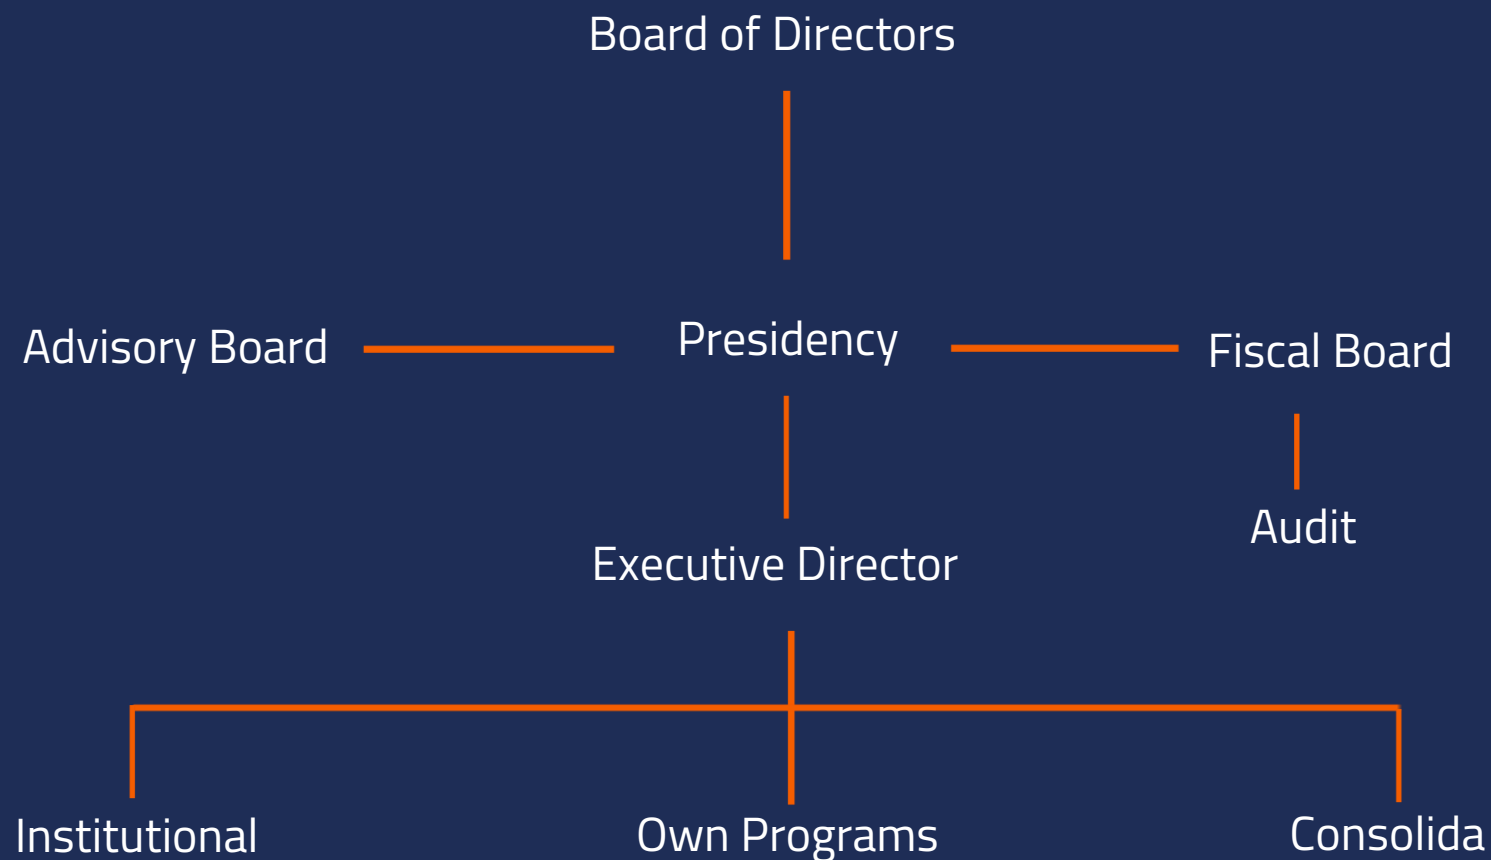 Board of Directors
Advisory Board
Presidency
Fiscal Board
Audit
Executive Director
Institutional
Own Programs
Consolida